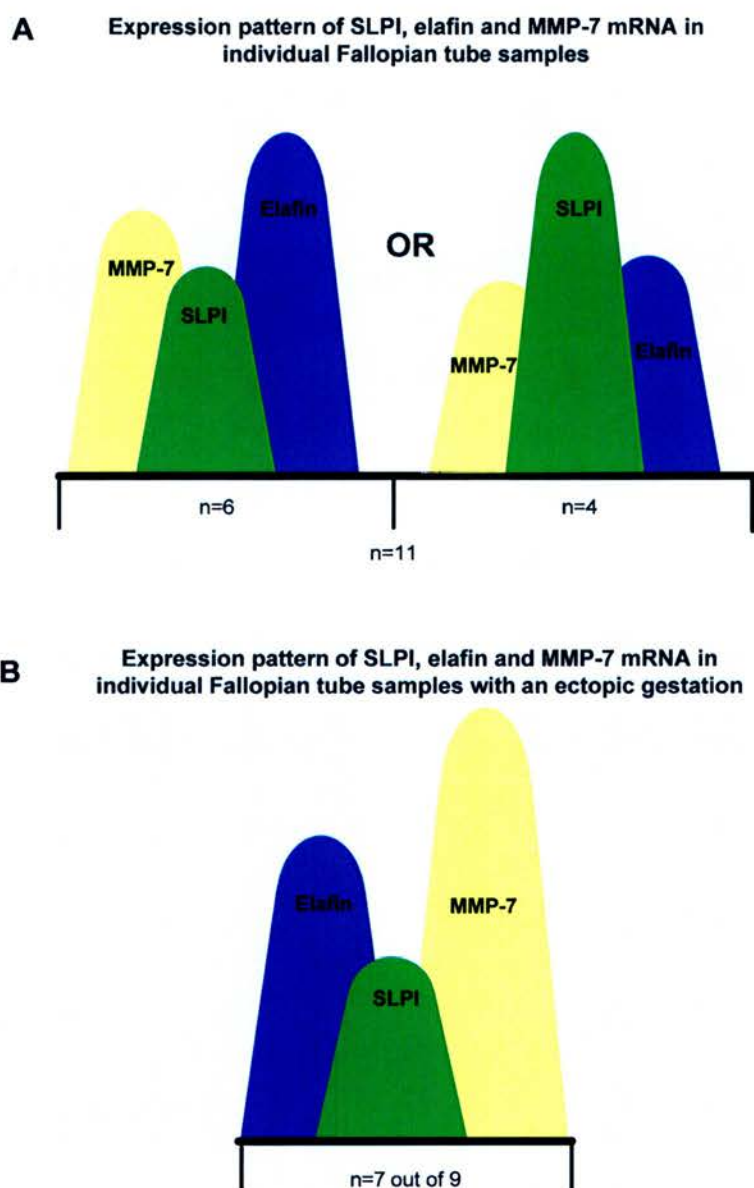 A
Expression pattern of SLPI, elafin and MMP-7 mRNA in
individual Fallopian tube samples
MMP-7
SLPI
Elafin
OR
MMP-7
SLPI
Elafin
n=6
n=4
n=11
B
Expression pattern of SLPI, elafin and MMP-7 mRNA in
individual Fallopian tube samples with an ectopic gestation
Elafin
SLPI
MMP-7
n=7 out of 9